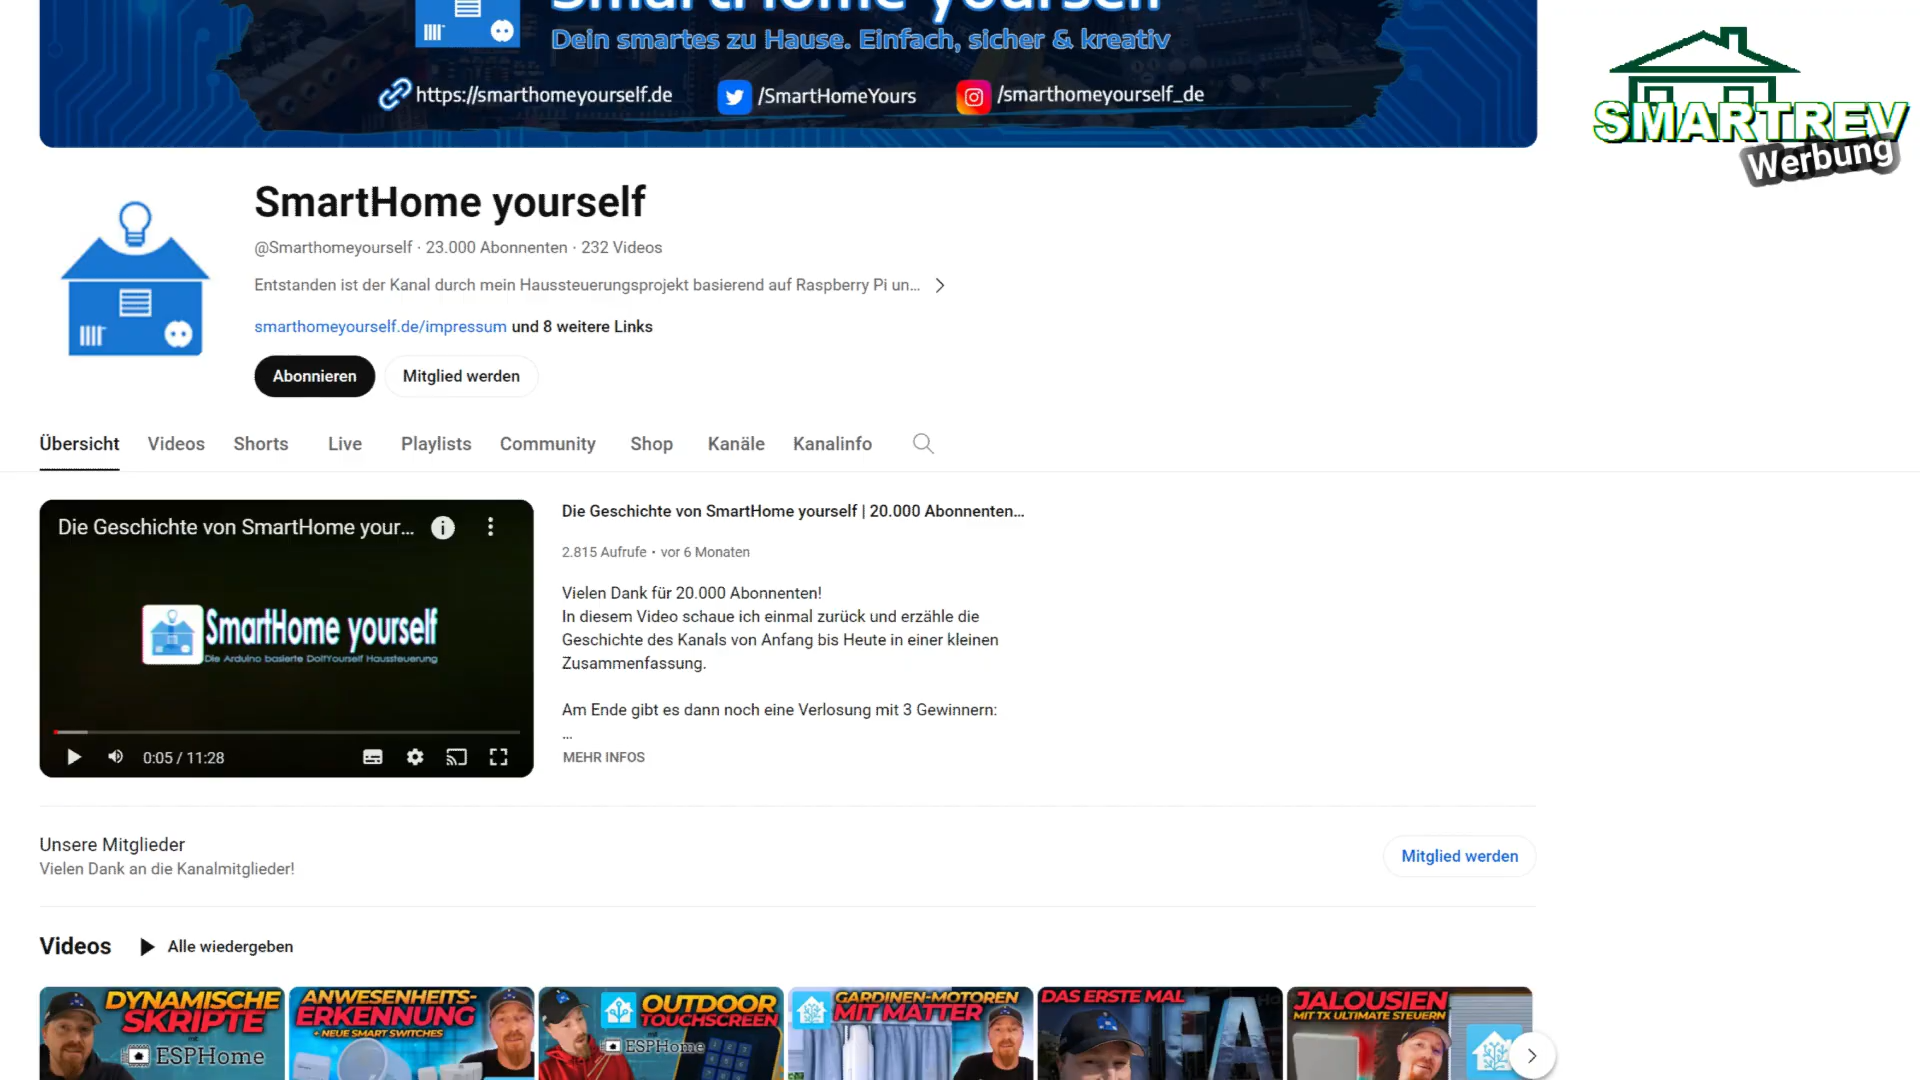 SmartHome yourself
Dein smartes zu Hause. Einfach, sicher & kreativ
https://smarthomeyourself.de
/SmartHomeYours
/smarthomeyourself_de
SMARTREV
Werbung
SmartHome yourself
@Smarthomeyourself · 23.000 Abonnenten · 232 Videos
Entstanden ist der Kanal durch mein Haussteuerungsprojekt basierend auf Raspberry Pi un...
smarthomeyourself.de/impressum und 8 weitere Links
Abonnieren
Mitglied werden
Übersicht Videos Shorts Live Playlists Community Shop Kanäle Kanalinfo
Die Geschichte von SmartHome your...
SmartHome yourself
Die Arduino basierte DoItYourself Haussteuerung
0:05 / 11:28
Die Geschichte von SmartHome yourself | 20.000 Abonnenten...
2.815 Aufrufe • vor 6 Monaten
Vielen Dank für 20.000 Abonnenten!
In diesem Video schaue ich einmal zurück und erzähle die
Geschichte des Kanals von Anfang bis Heute in einer kleinen
Zusammenfassung.
Am Ende gibt es dann noch eine Verlosung mit 3 Gewinnern:
...
MEHR INFOS
Unsere Mitglieder
Vielen Dank an die Kanalmitglieder!
Mitglied werden
Videos
Alle wiedergeben
DYNAMISCHE
SKRIPTE
mit
ESPHome
ANWESENHEITS-
ERKENNUNG
+ NEUE SMART SWITCHES
OUTDOOR
TOUCHSCREEN
mit
ESPHome
GARDINEN-MOTOREN
MIT MATTER
DAS ERSTE MAL
IFA
JALOUSIEN
MIT TX ULTIMATE STEUERN